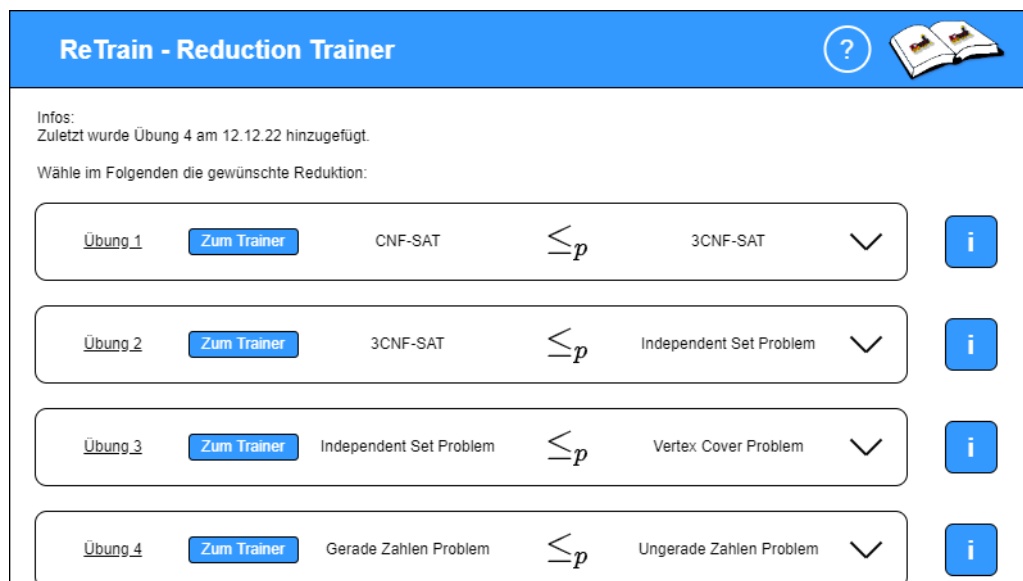 ReTrain - Reduction Trainer ?
Infos:
Zuletzt wurde Übung 4 am 12.12.22 hinzugefügt.
Wähle im Folgenden die gewünschte Reduktion:
Übung 1 Zum Trainer CNF-SAT ≤p 3CNF-SAT i
Übung 2 Zum Trainer 3CNF-SAT ≤p Independent Set Problem i
Übung 3 Zum Trainer Independent Set Problem ≤p Vertex Cover Problem i
Übung 4 Zum Trainer Gerade Zahlen Problem ≤p Ungerade Zahlen Problem i